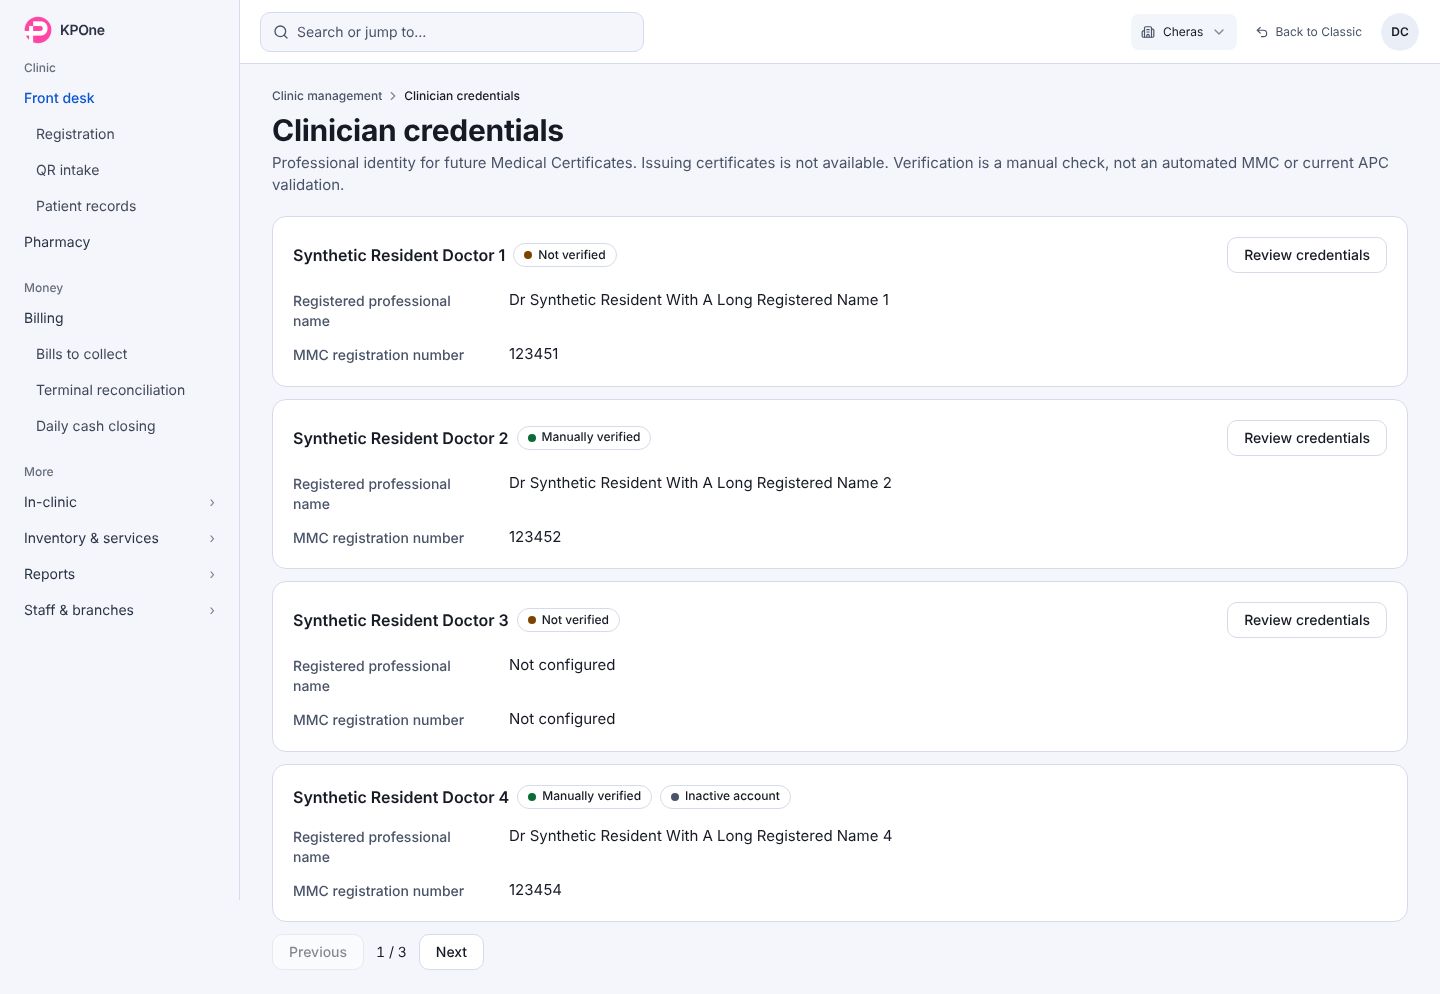 KPOne
Clinic
Front desk
Registration
QR intake
Patient records
Pharmacy
Money
Billing
Bills to collect
Terminal reconciliation
Daily cash closing
More
In-clinic
Inventory & services
Reports
Staff & branches
Search or jump to...
Cheras
Back to Classic
DC
Clinic management > Clinician credentials
Clinician credentials
Professional identity for future Medical Certificates. Issuing certificates is not available. Verification is a manual check, not an automated MMC or current APC
validation.
Synthetic Resident Doctor 1 Not verified Review credentials
Registered professional
name
Dr Synthetic Resident With A Long Registered Name 1
MMC registration number 123451
Synthetic Resident Doctor 2 Manually verified Review credentials
Registered professional
name
Dr Synthetic Resident With A Long Registered Name 2
MMC registration number 123452
Synthetic Resident Doctor 3 Not verified Review credentials
Registered professional
name
Not configured
MMC registration number Not configured
Synthetic Resident Doctor 4 Manually verified Inactive account
Registered professional
name
Dr Synthetic Resident With A Long Registered Name 4
MMC registration number 123454
Previous 1 / 3 Next